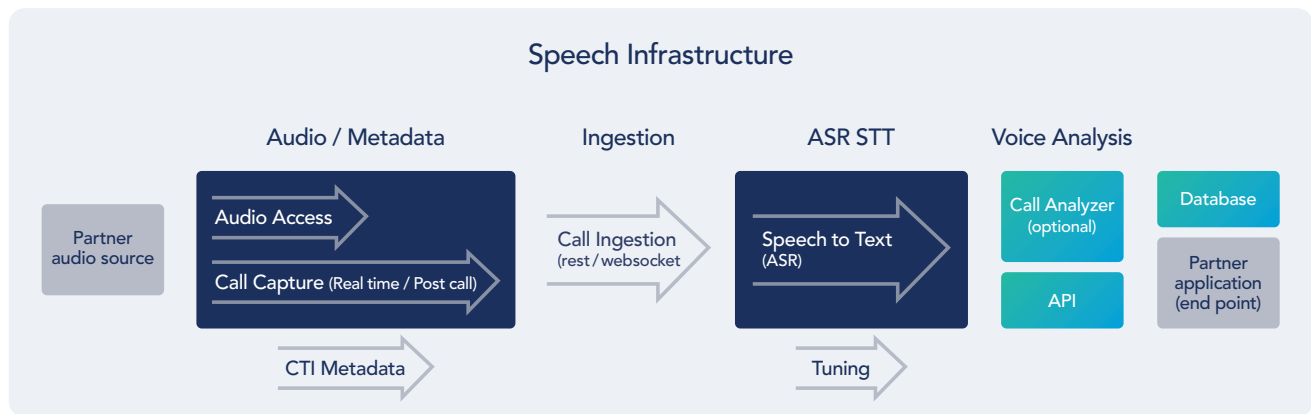 Speech Infrastructure
Audio / Metadata
Ingestion
ASR STT
Voice Analysis
Partner
audio source
Audio Access
Call Capture (Real time / Post call)
CTI Metadata
Call Ingestion
(rest / websocket
Speech to Text
(ASR)
Tuning
Call Analyzer
(optional)
API
Database
Partner
application
(end point)